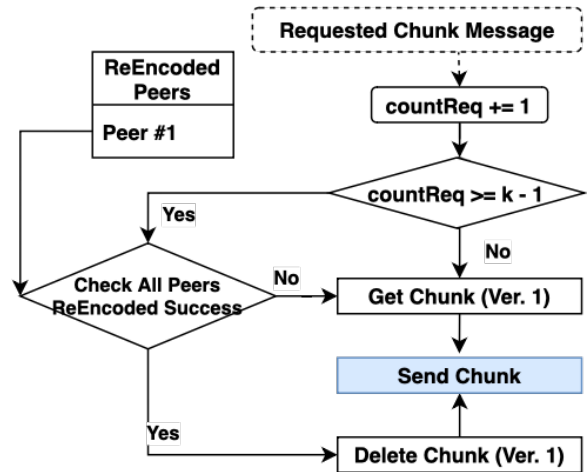 Requested Chunk Message
ReEncoded
Peers
Peer #1
countReq += 1
countReq >= k - 1
Yes
No
Check All Peers
ReEncoded Success
No
Get Chunk (Ver. 1)
Send Chunk
Yes
Delete Chunk (Ver. 1)